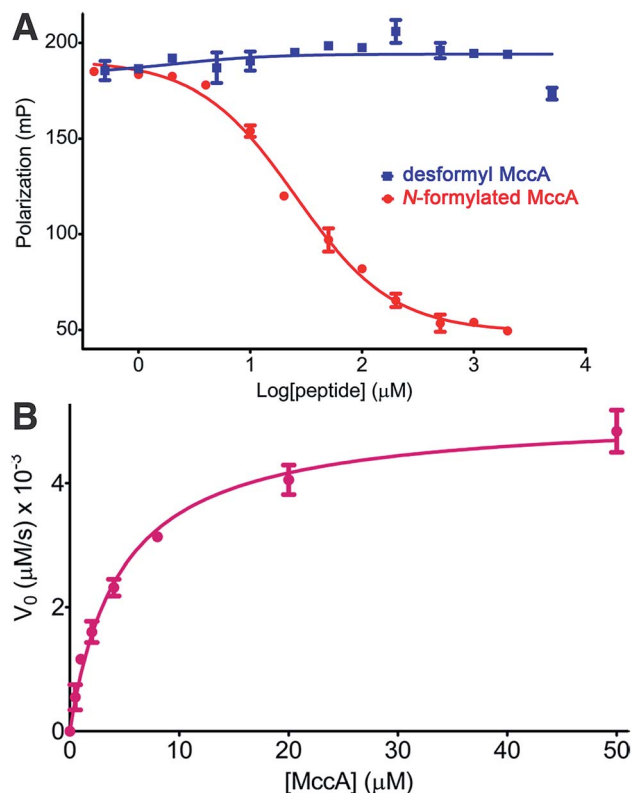 A
200
150
100
50
Polarization (mP)
desformyl MccA
N-formylated MccA
0 1 2 3 4
Log[peptide] (μM)
B
4
2
0
V₀ (μM/s) x 10⁻³
0 10 20 30 40 50
[MccA] (μM)